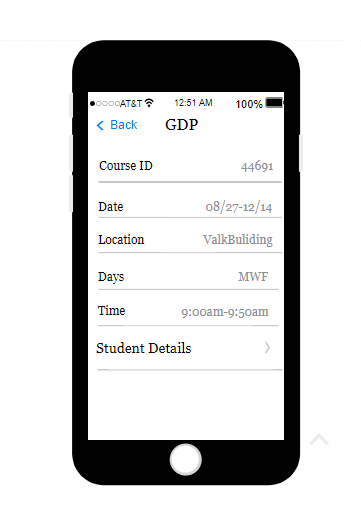 AT&T 12:51 AM 100%
Back GDP
Course ID 44691
Date 08/27-12/14
Location ValkBuliding
Days MWF
Time 9:00am-9:50am
Student Details